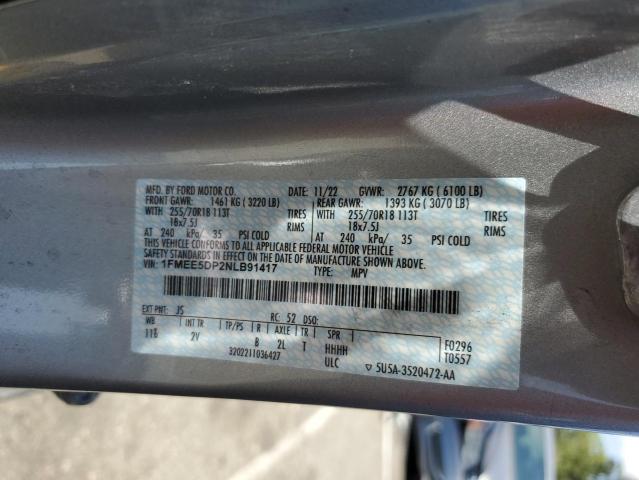 MFD. BY FORD MOTOR CO. DATE: 11/22 GVWR: 2767 KG ( 6100 LB)
FRONT GAWR: 1461 KG ( 3220 LB) REAR GAWR: 1393 KG ( 3070 LB)
WITH 255/70R18 113T TIRES WITH 255/70R18 113T TIRES
18x7.5J RIMS 18x7.5J RIMS
AT 240 kPa/ 35 PSI COLD AT 240 kPa/ 35 PSI COLD
THIS VEHICLE CONFORMS TO ALL APPLICABLE FEDERAL MOTOR VEHICLE
SAFETY STANDARDS IN EFFECT ON THE DATE OF MANUFACTURE SHOWN ABOVE.
VIN: 1FMEE5DP2NLB91417 TYPE: MPV
EXT PNT: JS RC: 52 DSO:
WB INT TR TP/PS R AXLE TR SPR F0296
116 2V B 2L T HHHH T0557
3202211036427 ULC 5U5A-3520472-AA